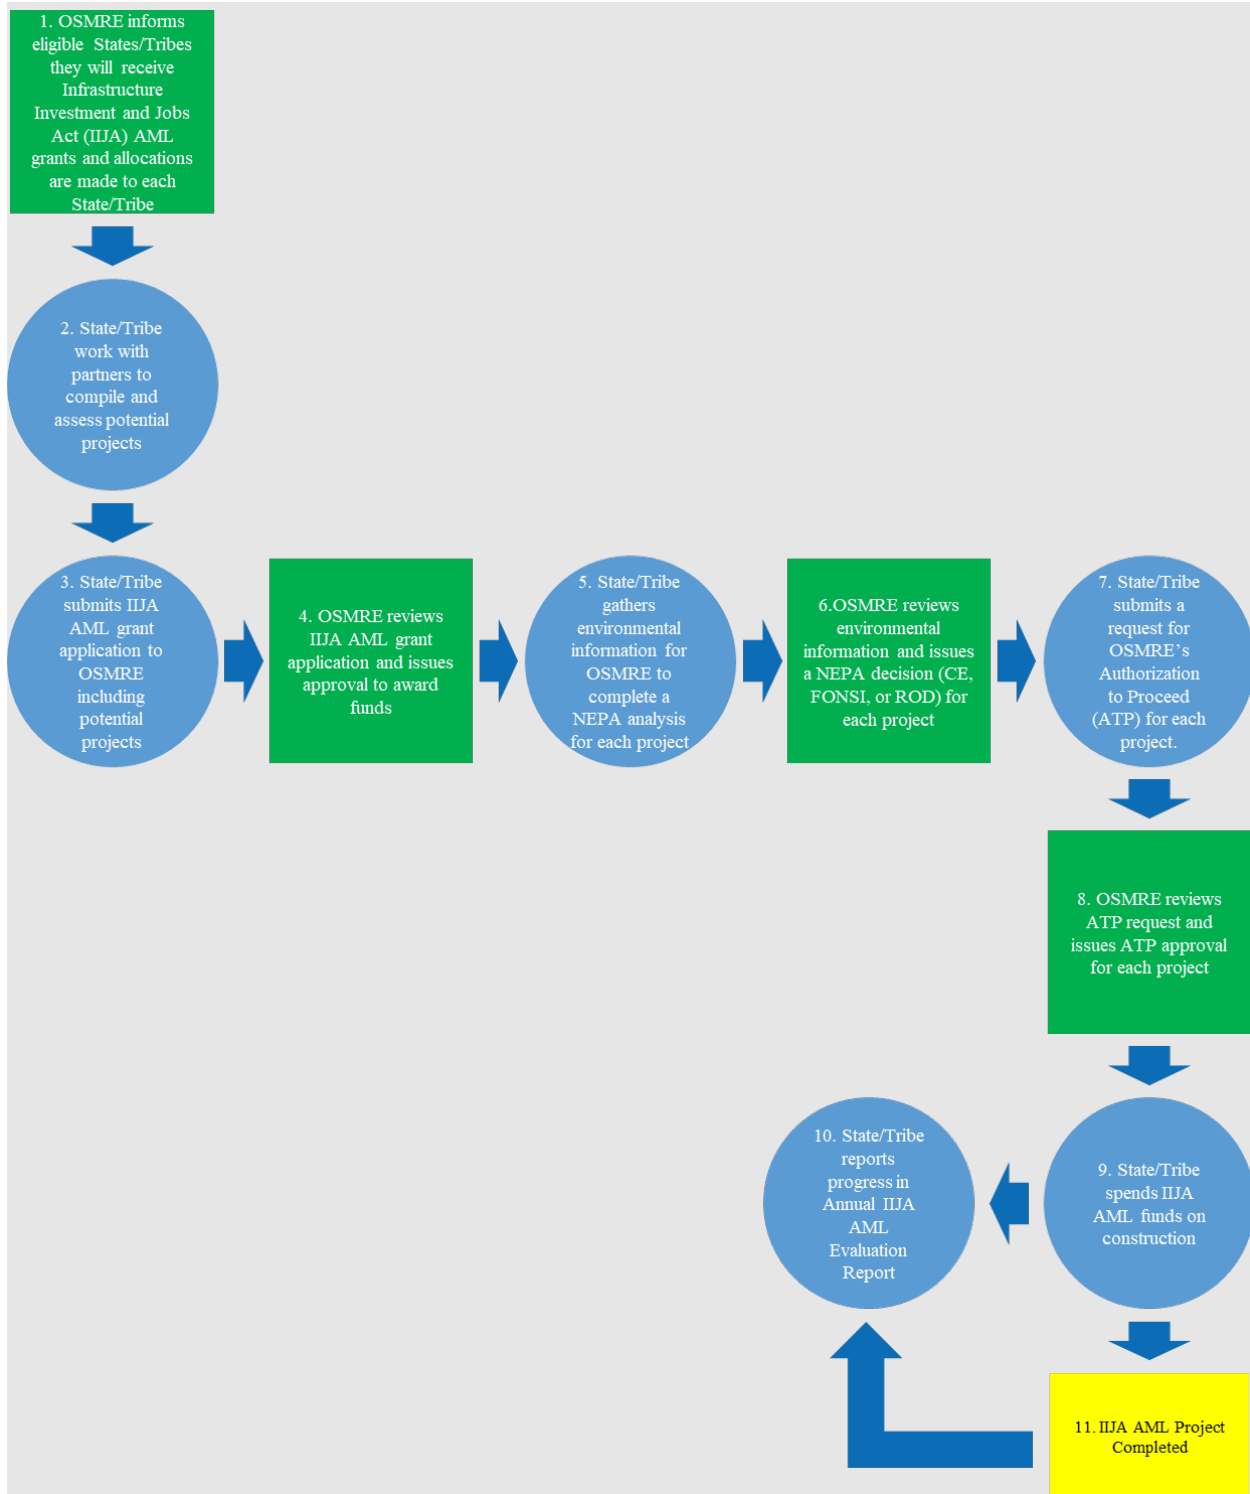 1. OSMRE informs
eligible States/Tribes
they will receive
Infrastructure
Investment and Jobs
Act (IIJA) AML
grants and allocations
are made to each
State/Tribe
2. State/Tribe
work with
partners to
compile and
assess potential
projects
3. State/Tribe
submits IIJA
AML grant
application to
OSMRE
including
potential
projects
4. OSMRE reviews
IIJA AML grant
application and issues
approval to award
funds
5. State/Tribe
gathers
environmental
information for
OSMRE to
complete a
NEPA analysis
for each project
6.OSMRE reviews
environmental
information and issues
a NEPA decision (CE,
FONSI, or ROD) for
each project
7. State/Tribe
submits a
request for
OSMRE’s
Authorization
to Proceed
(ATP) for each
project.
8. OSMRE reviews
ATP request and
issues ATP approval
for each project
9. State/Tribe
spends IIJA
AML funds on
construction
10. State/Tribe
reports
progress in
Annual IIJA
AML
Evaluation
Report
11. IIJA AML Project
Completed